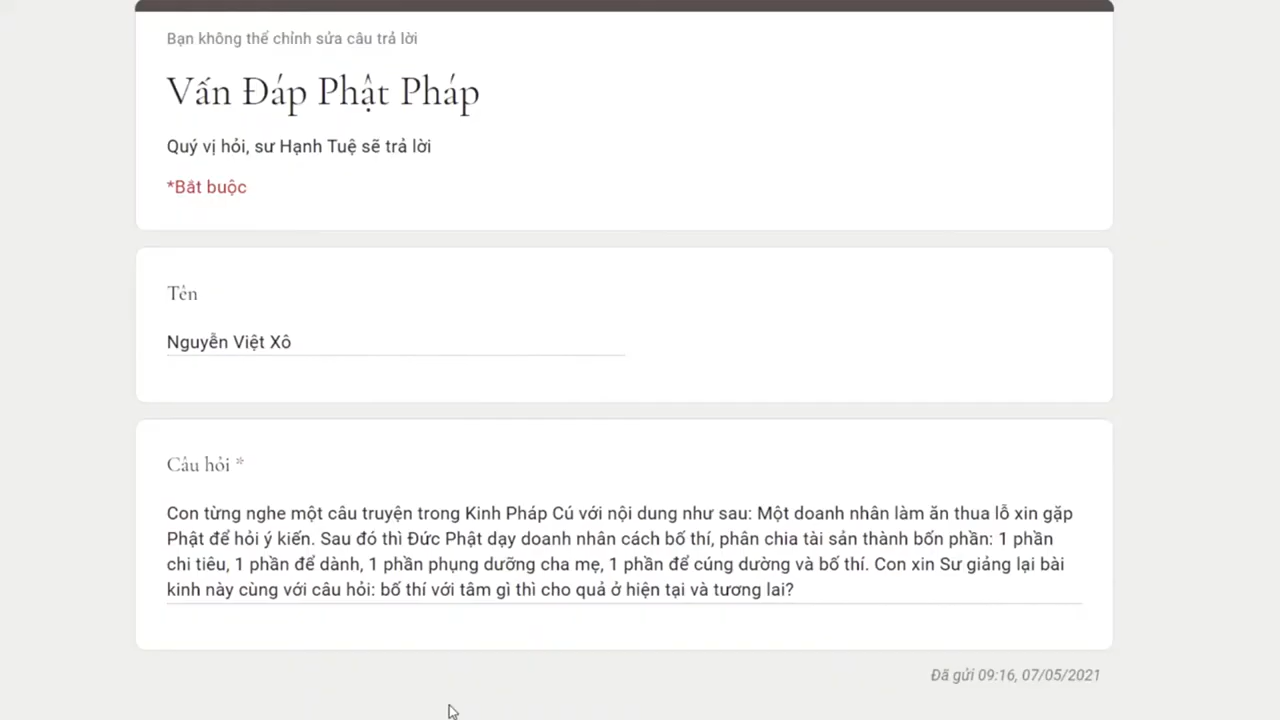 Bạn không thể chỉnh sửa câu trả lời
Vấn Đáp Phật Pháp
Quý vị hỏi, sư Hạnh Tuệ sẽ trả lời
*Bắt buộc
Tên
Nguyễn Việt Xô
Câu hỏi *
Con từng nghe một câu truyện trong Kinh Pháp Cú với nội dung như sau: Một doanh nhân làm ăn thua lỗ xin gặp
Phật để hỏi ý kiến. Sau đó thì Đức Phật dạy doanh nhân cách bố thí, phân chia tài sản thành bốn phần: 1 phần
chi tiêu, 1 phần để dành, 1 phần phụng dưỡng cha mẹ, 1 phần để cúng dường và bố thí. Con xin Sư giảng lại bài
kinh này cùng với câu hỏi: bố thí với tâm gì thì cho quả ở hiện tại và tương lai?
Đã gửi 09:16, 07/05/2021